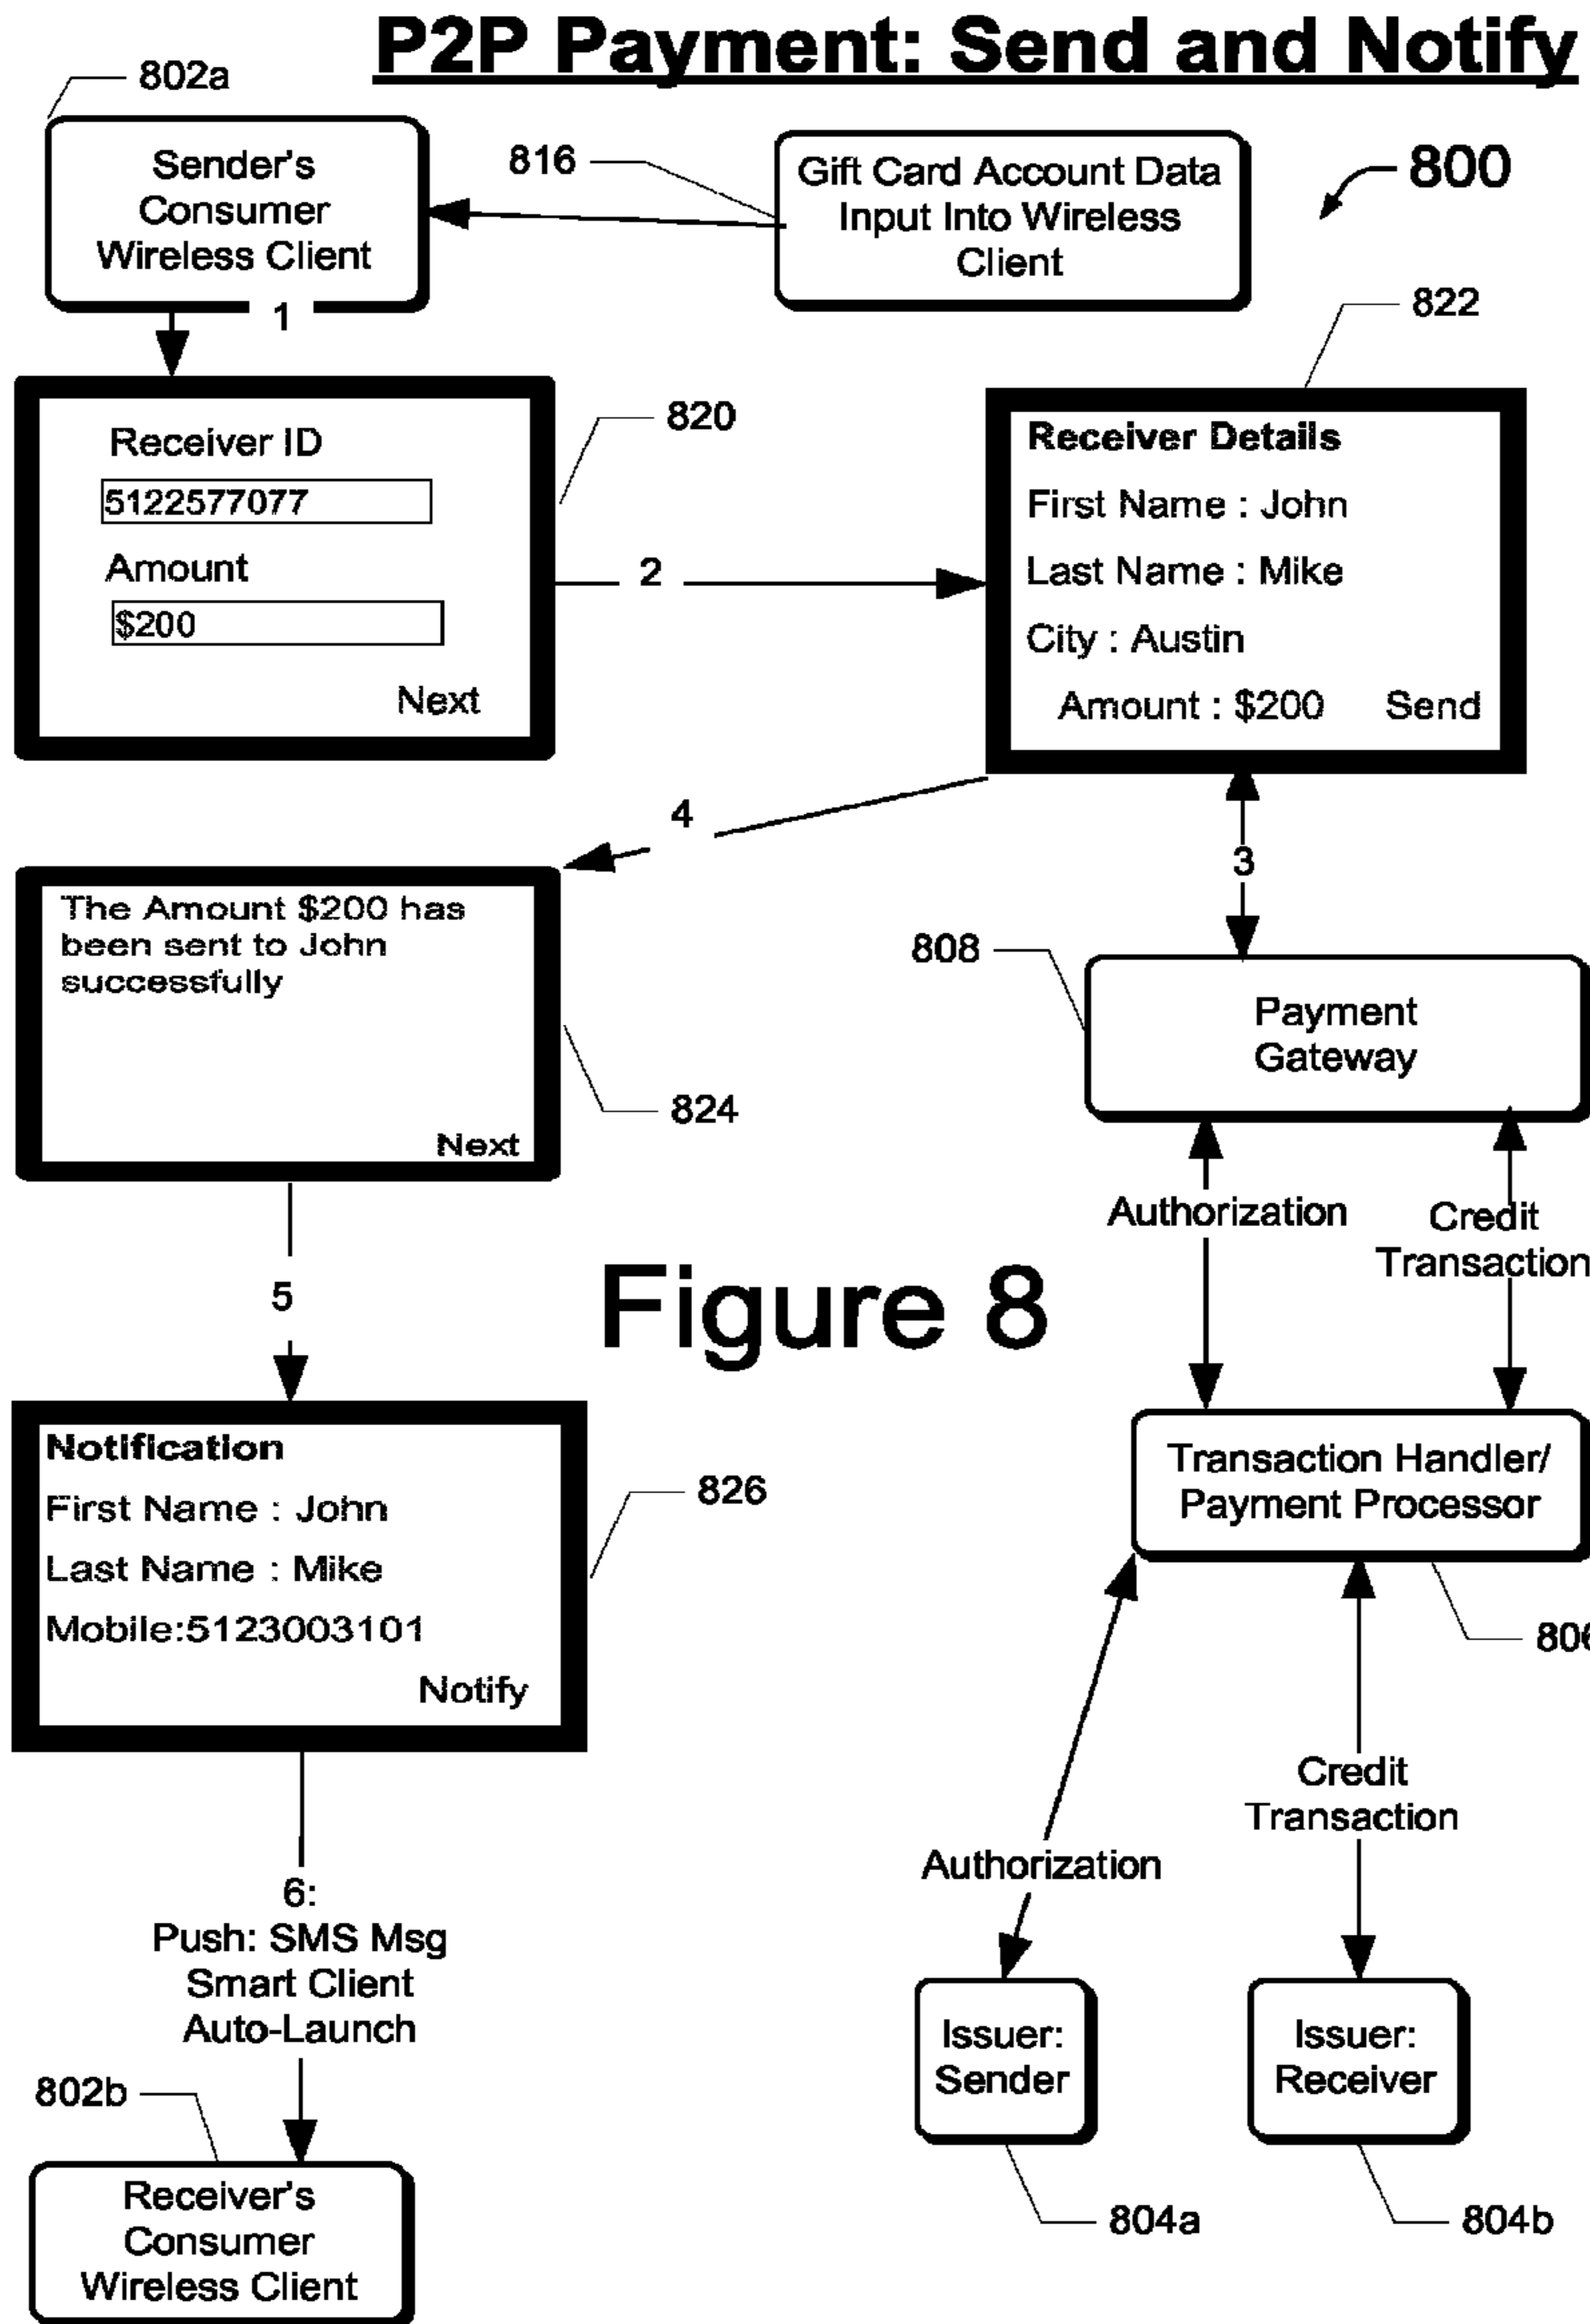 P2P Payment: Send and Notify
802a
Sender's
Consumer
Wireless Client
816
Gift Card Account Data
Input Into Wireless
Client
800
1
822
Receiver ID
5122577077
Amount
$200
Next
820
2
Receiver Details
First Name : John
Last Name : Mike
City : Austin
Amount : $200 Send
4
3
The Amount $200 has
been sent to John
successfully
Next
824
808
Payment
Gateway
Authorization
Credit
Transaction
5
Figure 8
Notification
First Name : John
Last Name : Mike
Mobile:5123003101
Notify
826
Transaction Handler/
Payment Processor
806
6:
Push: SMS Msg
Smart Client
Auto-Launch
Authorization
Credit
Transaction
802b
Receiver's
Consumer
Wireless Client
Issuer:
Sender
Issuer:
Receiver
804a
804b